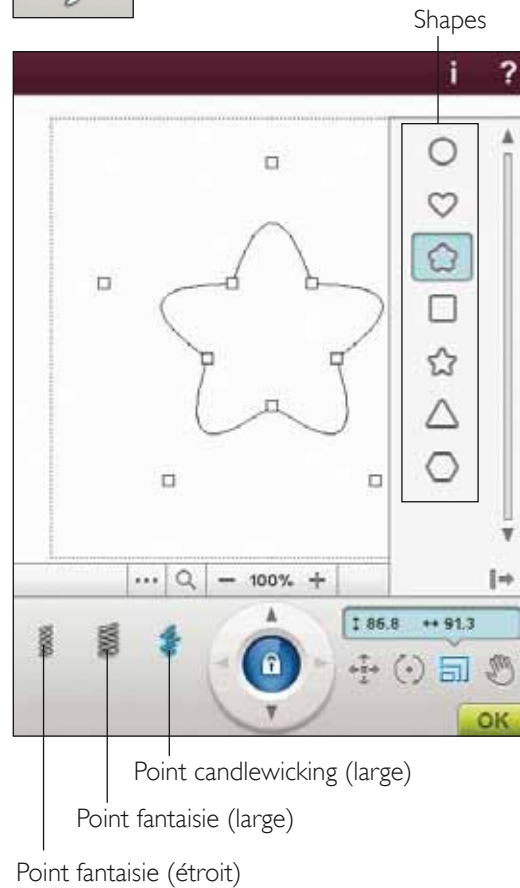 Shapes
i ?
100%
86.8 91.3
OK
Point candlewicking (large)
Point fantaisie (large)
Point fantaisie (étroit)